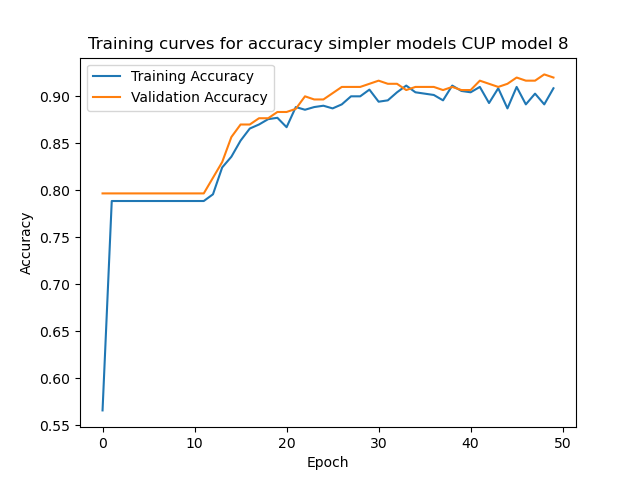 Training curves for accuracy simpler models CUP model 8
Training Accuracy
Validation Accuracy
0.90
0.85
0.80
0.75
0.70
0.65
0.60
0.55
Accuracy
0 10 20 30 40 50
Epoch